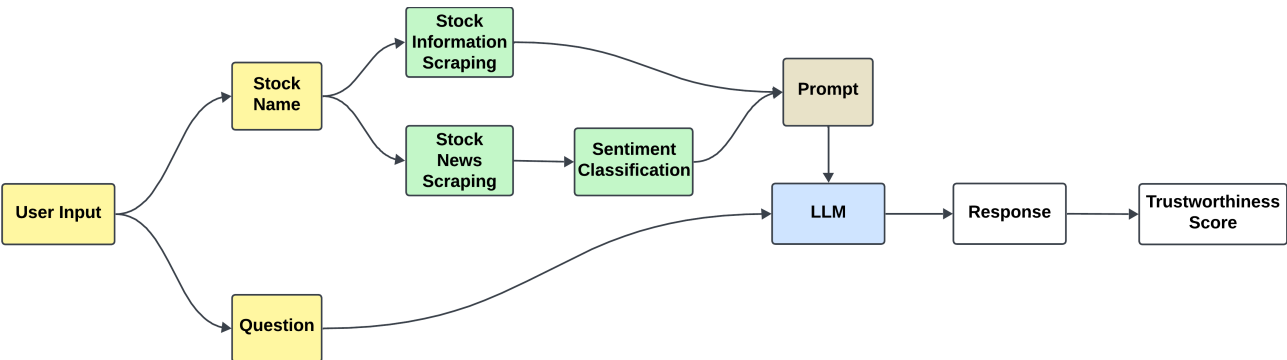 Stock
Information
Scraping
Stock
Name
Prompt
Stock
News
Scraping
Sentiment
Classification
User Input
LLM
Response
Trustworthiness
Score
Question